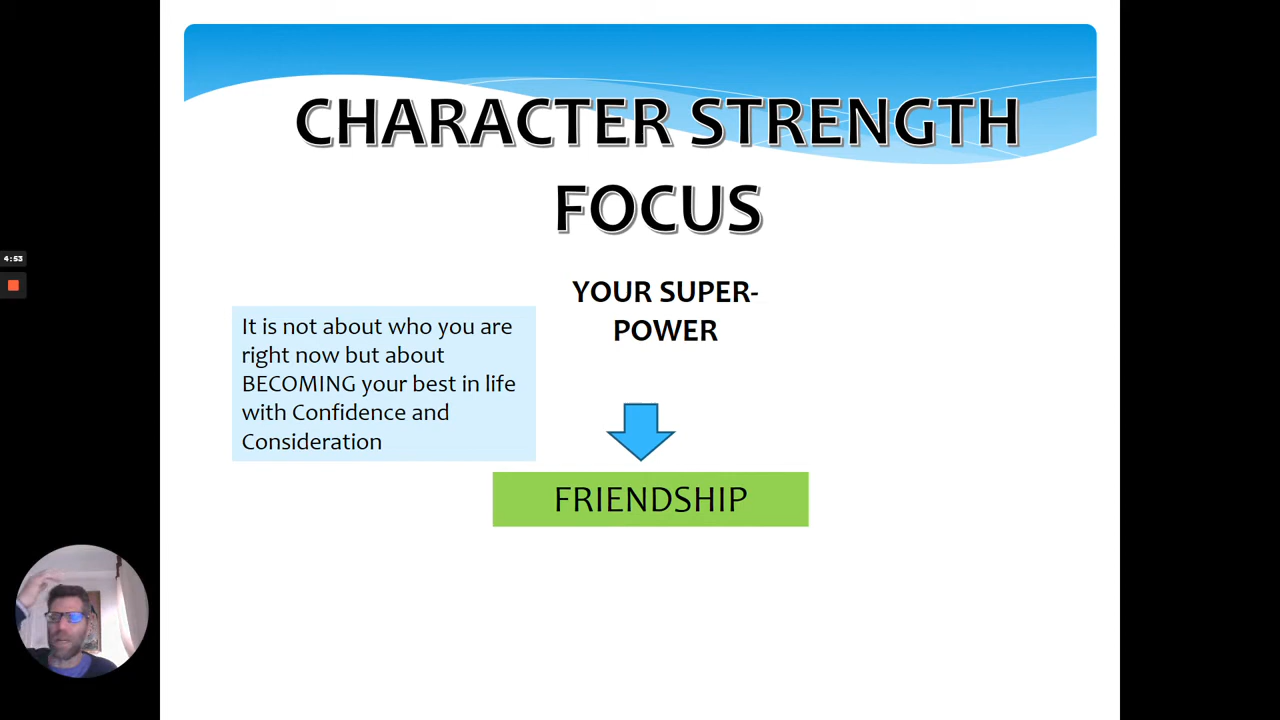 CHARACTER STRENGTH
FOCUS
YOUR SUPER-
POWER
4:53
It is not about who you are
right now but about
BECOMING your best in life
with Confidence and
Consideration
FRIENDSHIP